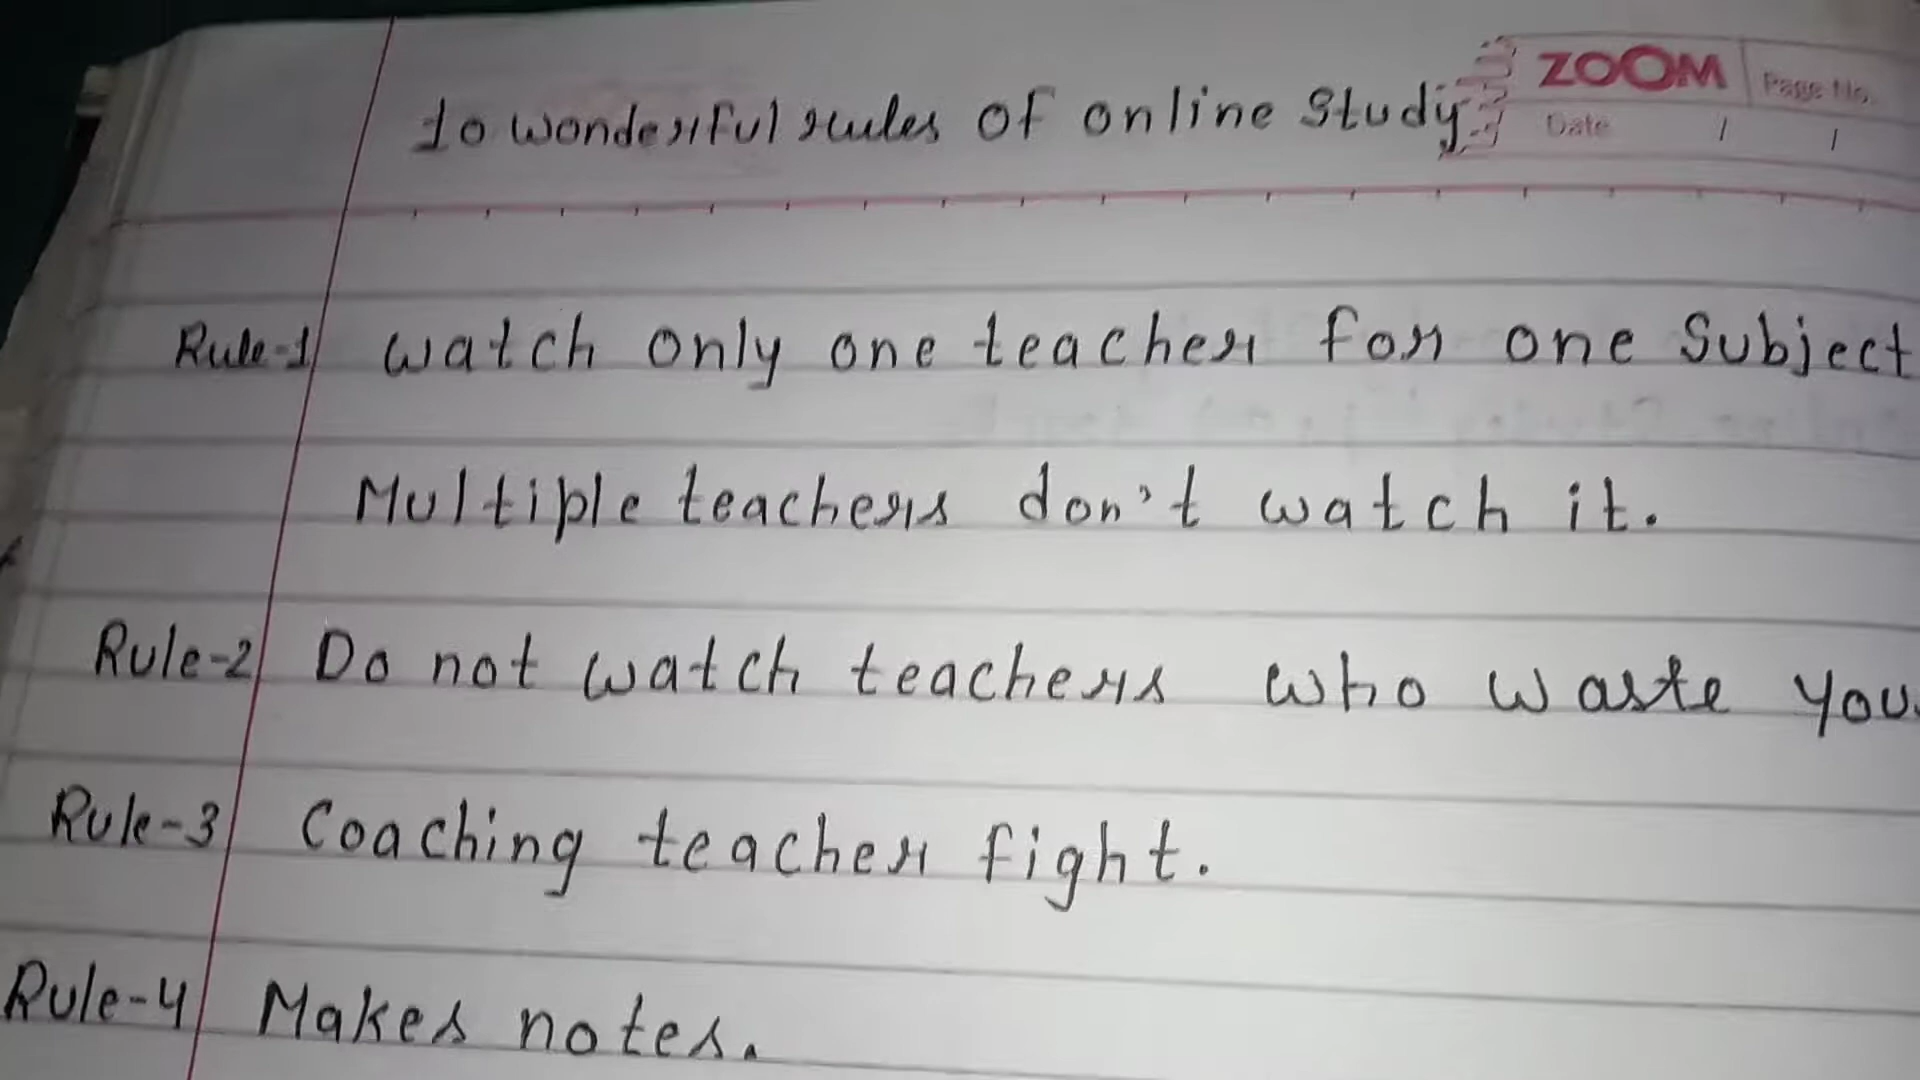 10 wonderful rules of online Study
ZOOM
Page No.
Date / /
Rule-1 watch only one teacher for one Subject
Multiple teachers don't watch it.
Rule-2 Do not watch teachers who waste you
Rule-3 Coaching teacher fight.
Rule-4 Makes notes.